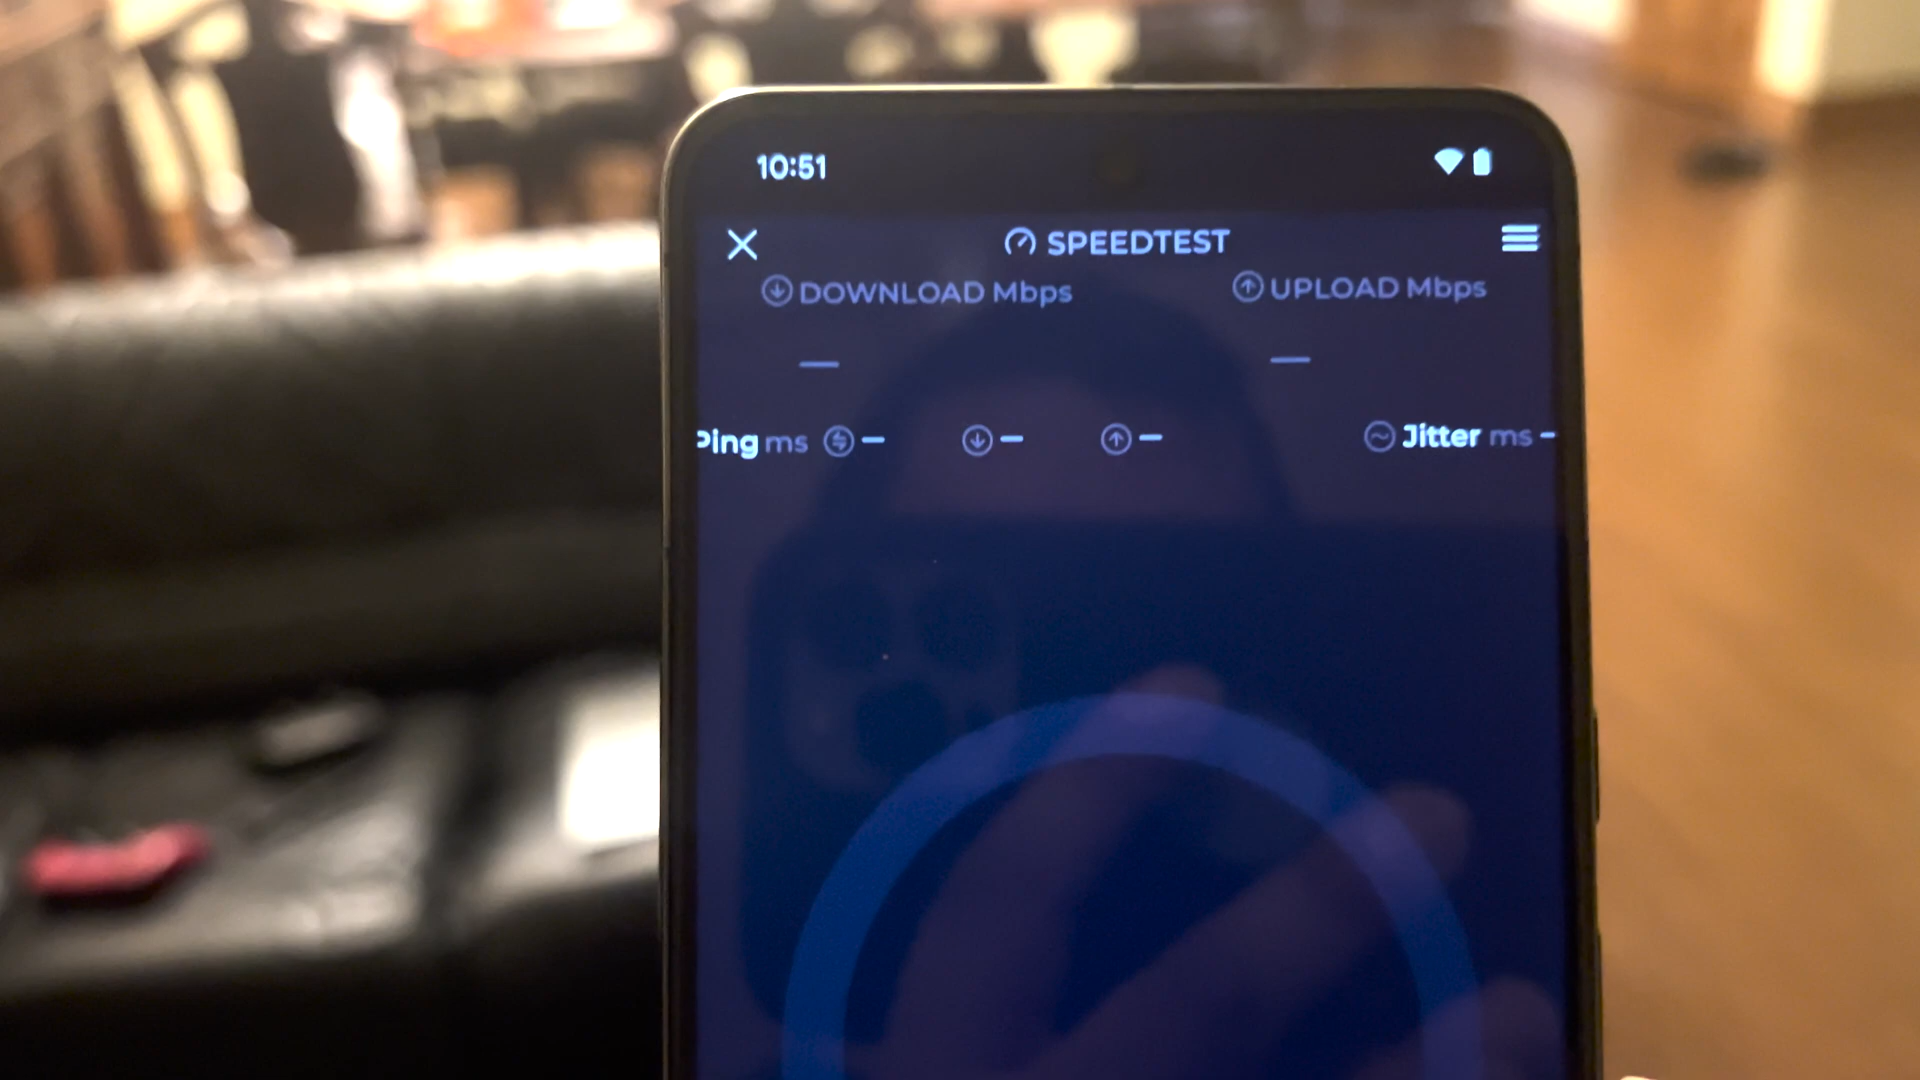 10:51
SPEEDTEST
DOWNLOAD Mbps UPLOAD Mbps
— —
Ping ms – – – Jitter ms –